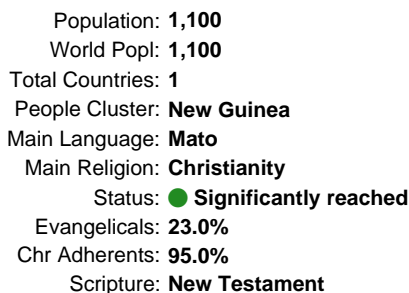 Population: 1,100
World Popl: 1,100
Total Countries: 1
People Cluster: New Guinea
Main Language: Mato
Main Religion: Christianity
Status: Significantly reached
Evangelicals: 23.0%
Chr Adherents: 95.0%
Scripture: New Testament